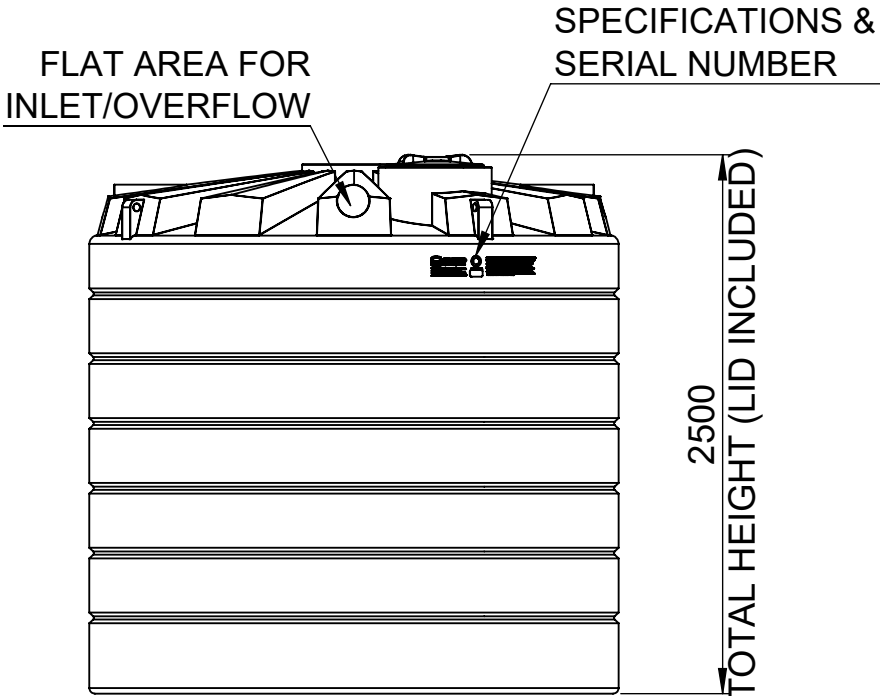 SPECIFICATIONS &
SERIAL NUMBER
FLAT AREA FOR
INLET/OVERFLOW
2500
TOTAL HEIGHT (LID INCLUDED)